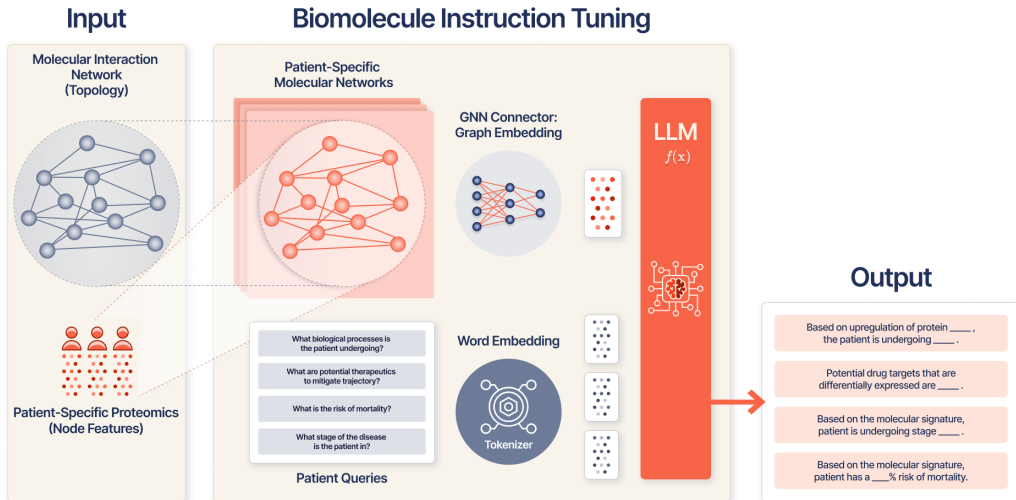 Input
Biomolecule Instruction Tuning
Molecular Interaction
Network
(Topology)
Patient-Specific Proteomics
(Node Features)
Patient-Specific
Molecular Networks
GNN Connector:
Graph Embedding
What biological processes is
the patient undergoing?
What are potential therapeutics
to mitigate trajectory?
What is the risk of mortality?
What stage of the disease
is the patient in?
Patient Queries
Word Embedding
Tokenizer
LLM
f(x)
Output
Based on upregulation of protein ____ ,
the patient is undergoing ____ .
Potential drug targets that are
differentially expressed are ____ .
Based on the molecular signature,
patient is undergoing stage ____ .
Based on the molecular signature,
patient has a ___% risk of mortality.